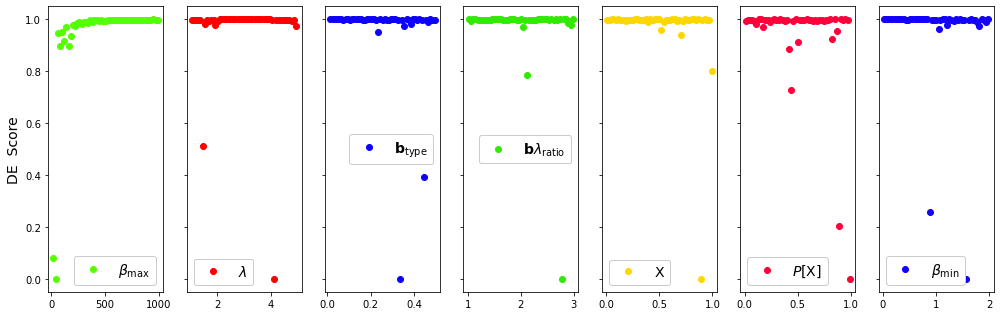 DE Score
1.0
0.8
0.6
0.4
0.2
0.0
β_max
λ
b_type
bλ_ratio
X
P[X]
β_min
0 500 1000
2 4
0.0 0.2 0.4
1 2 3
0.0 0.5 1.0
0.0 0.5 1.0
0 1 2